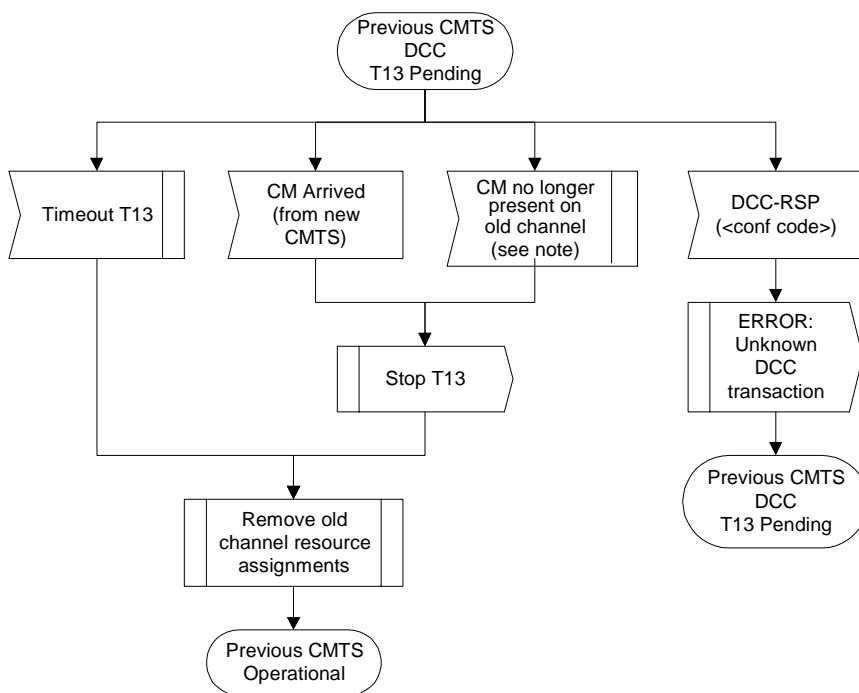 Previous CMTS
DCC
T13 Pending
Timeout T13
CM Arrived
(from new
CMTS)
CM no longer
present on
old channel
(see note)
DCC-RSP
(<conf code>)
ERROR:
Unknown
DCC
transaction
Stop T13
Previous CMTS
DCC
T13 Pending
Remove old
channel resource
assignments
Previous CMTS
Operational